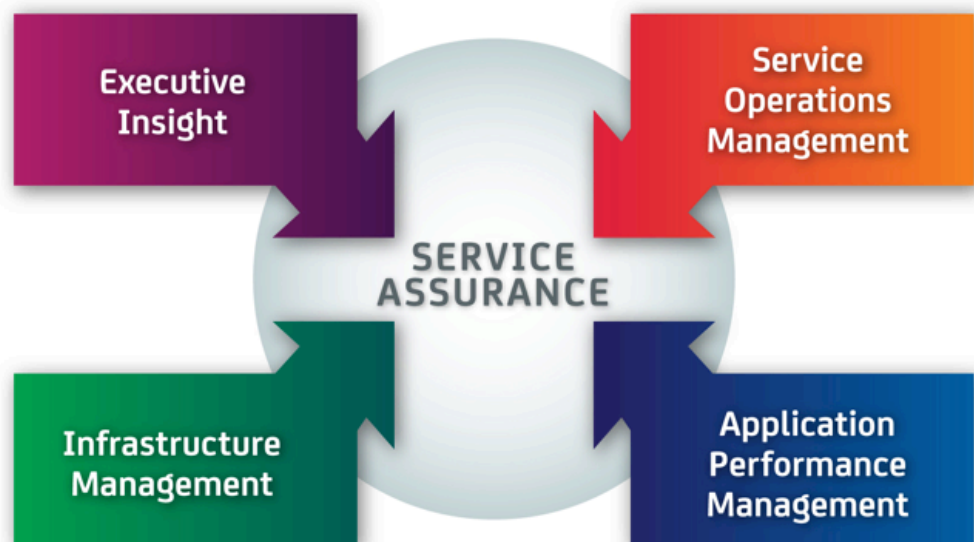 Executive
Insight
Service
Operations
Management
SERVICE
ASSURANCE
Infrastructure
Management
Application
Performance
Management